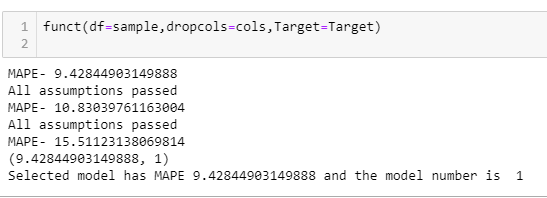 1 funct(df=sample,dropcols=cols,Target=Target)
2
MAPE- 9.42844903149888
All assumptions passed
MAPE- 10.83039761163004
All assumptions passed
MAPE- 15.51123138069814
(9.42844903149888, 1)
Selected model has MAPE 9.42844903149888 and the model number is  1